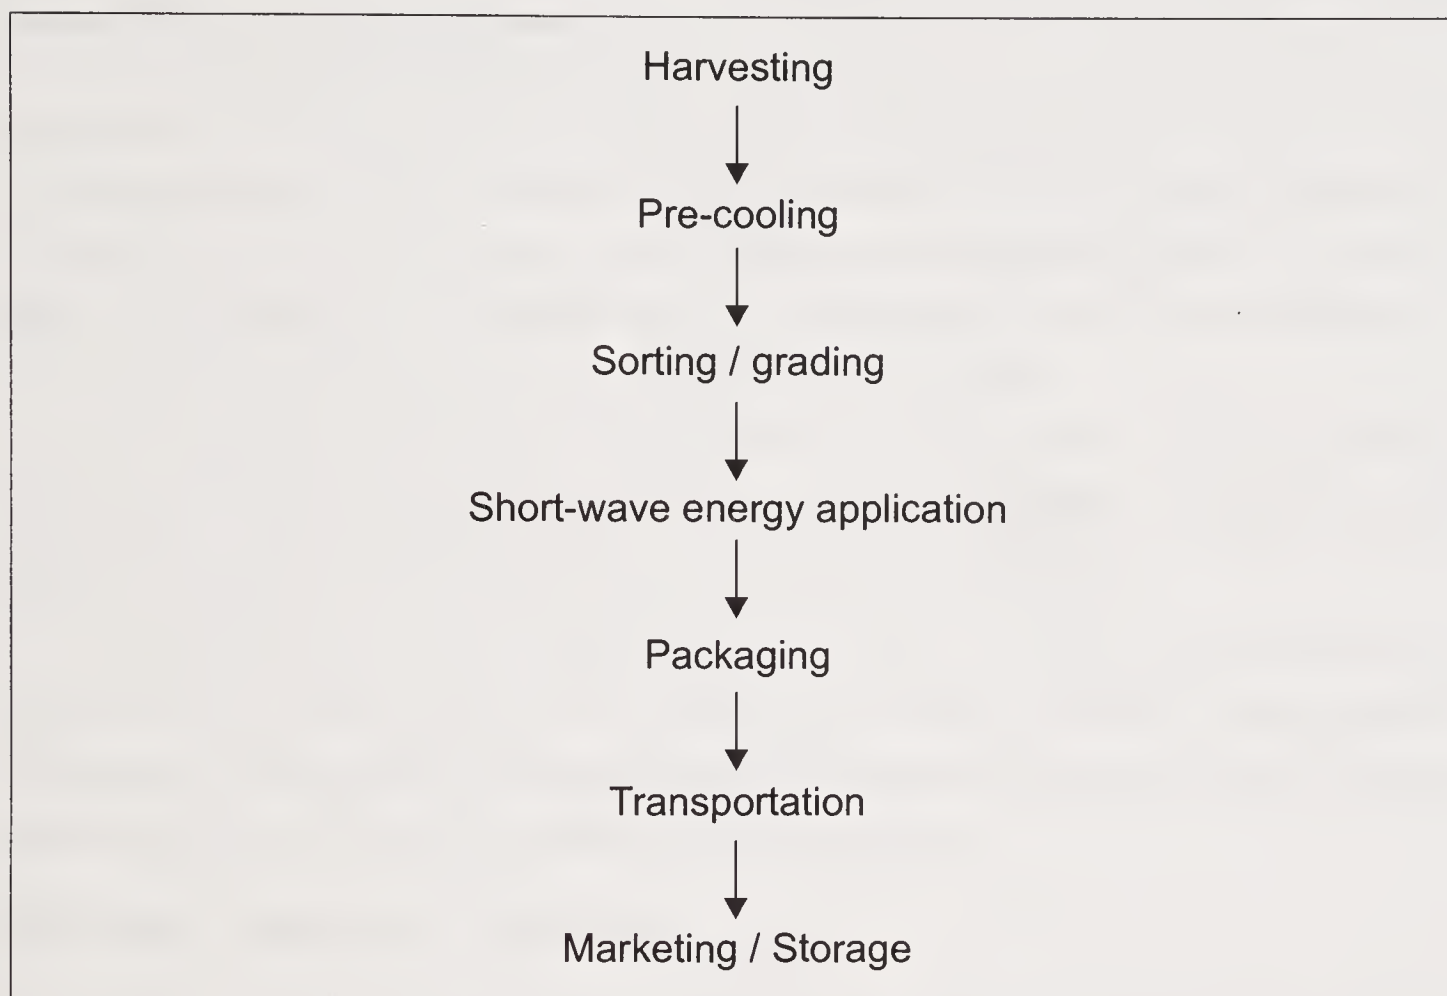 Harvesting
Pre-cooling
Sorting / grading
Short-wave energy application
Packaging
Transportation
Marketing / Storage